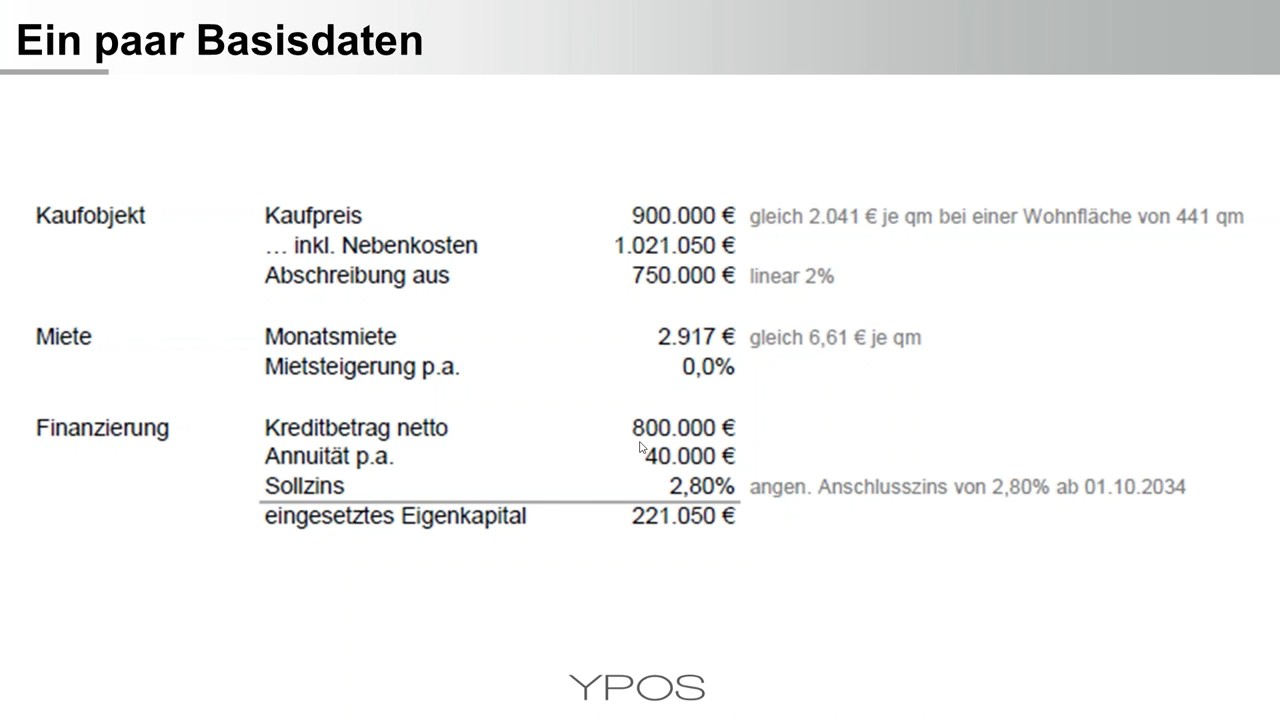 Ein paar Basisdaten
Kaufobjekt Kaufpreis 900.000 € gleich 2.041 € je qm bei einer Wohnfläche von 441 qm
... inkl. Nebenkosten 1.021.050 €
Abschreibung aus 750.000 € linear 2%
Miete Monatsmiete 2.917 € gleich 6,61 € je qm
Mietsteigerung p.a. 0,0%
Finanzierung Kreditbetrag netto 800.000 €
Annuität p.a. 40.000 €
Sollzins 2,80% angen. Anschlusszins von 2,80% ab 01.10.2034
eingesetztes Eigenkapital 221.050 €
YPOS